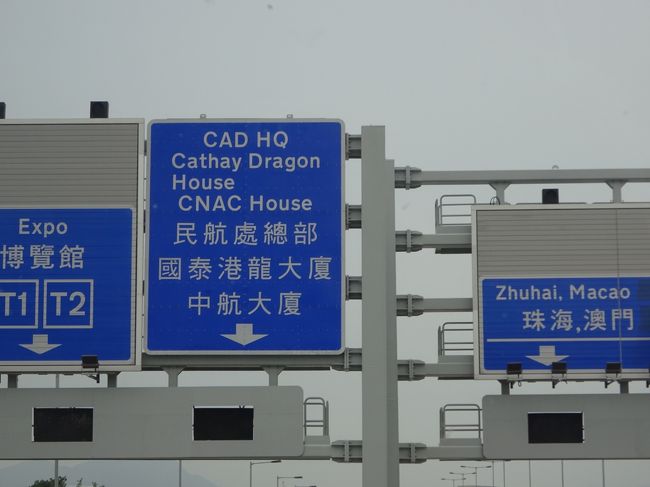 Expo
博覽館
T1 T2
CAD HQ
Cathay Dragon
House
CNAC House
民航處總部
國泰港龍大廈
中航大廈
Zhuhai, Macao
珠海,澳門